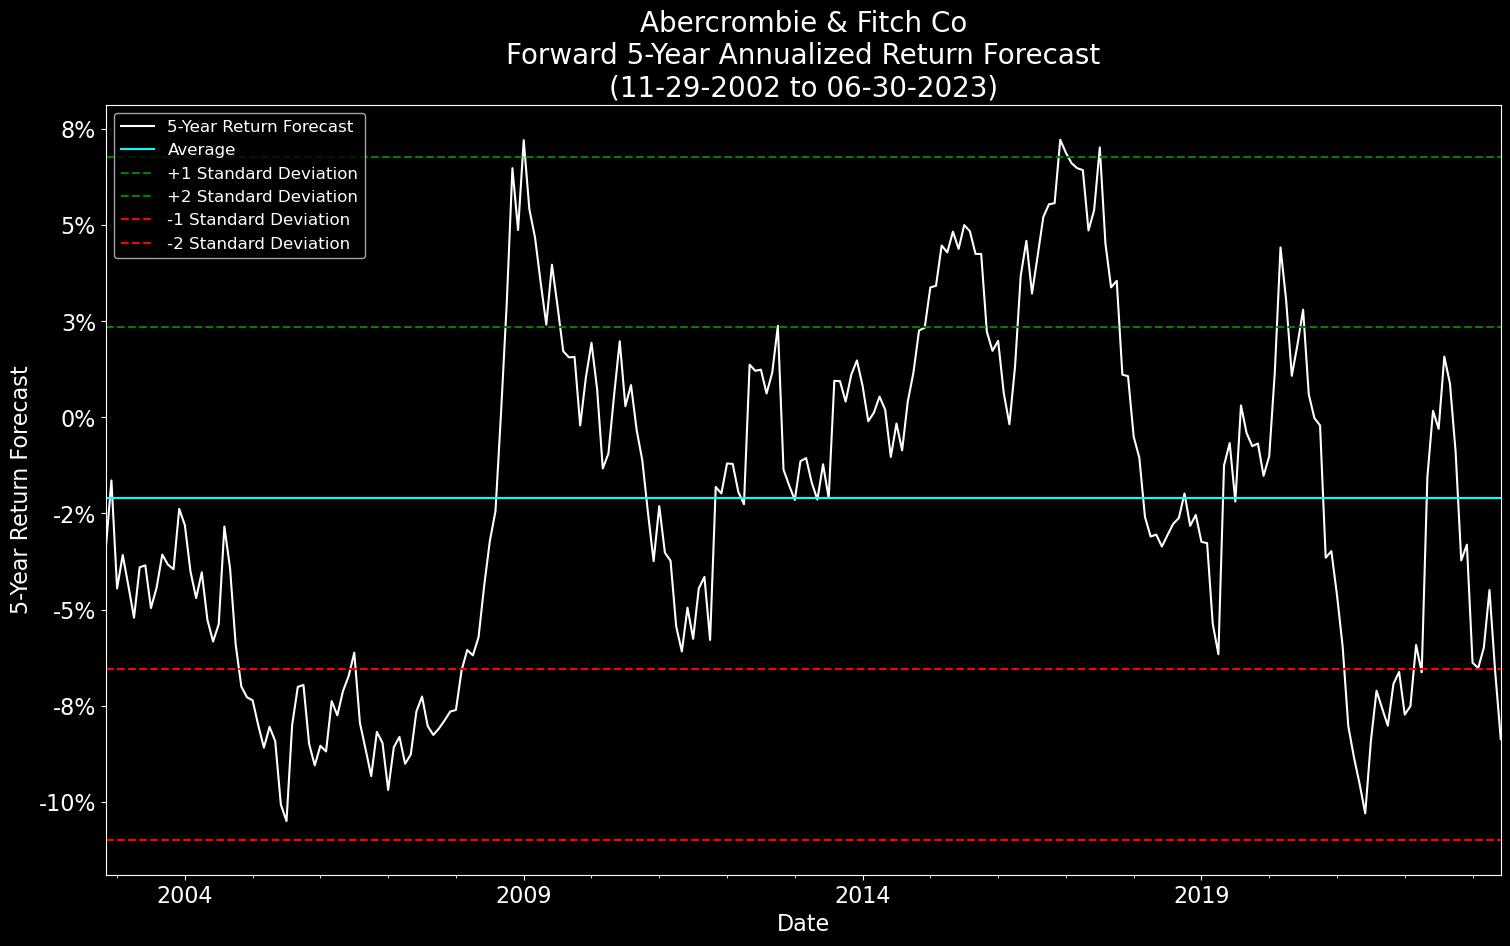 Abercrombie & Fitch Co
Forward 5-Year Annualized Return Forecast
(11-29-2002 to 06-30-2023)
5-Year Return Forecast
Average
+1 Standard Deviation
+2 Standard Deviation
-1 Standard Deviation
-2 Standard Deviation
8%
5%
3%
0%
-2%
-5%
-8%
-10%
5-Year Return Forecast
2004
2009
2014
2019
Date